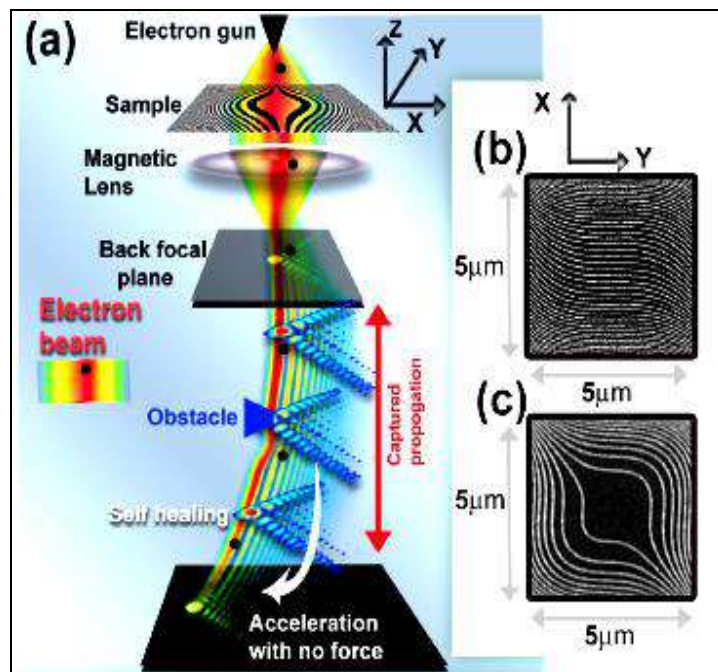 (a)
Electron gun
Z
Y
X
Sample
Magnetic
Lens
Back focal
plane
Electron
beam
Obstacle
Captured
propogation
Self healing
Acceleration
with no force
X
Y
(b)
5µm
5µm
(c)
5µm
5µm